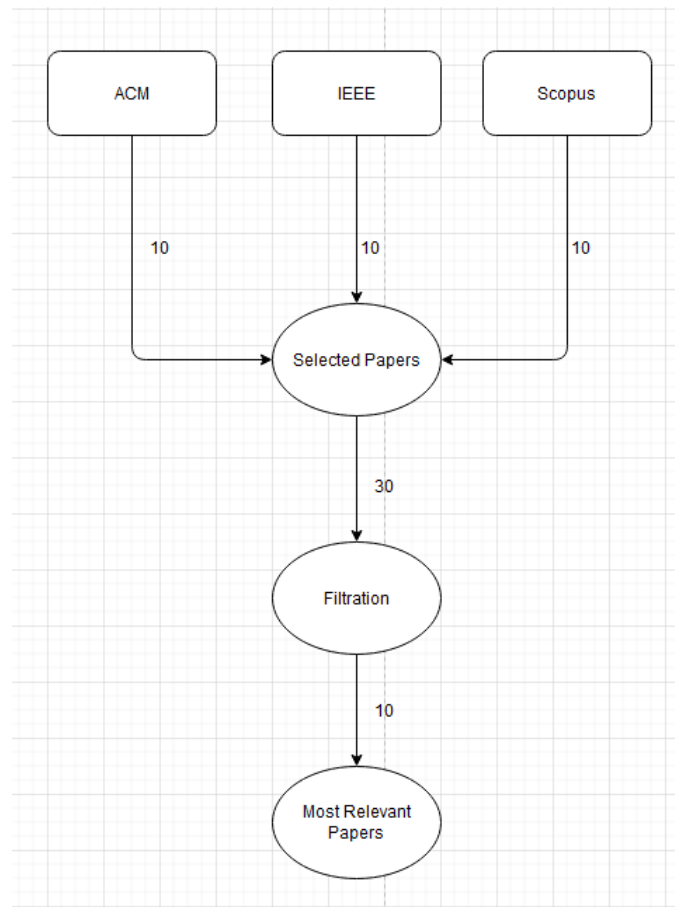 ACM
IEEE
Scopus
10
10
10
Selected Papers
30
Filtration
10
Most Relevant
Papers